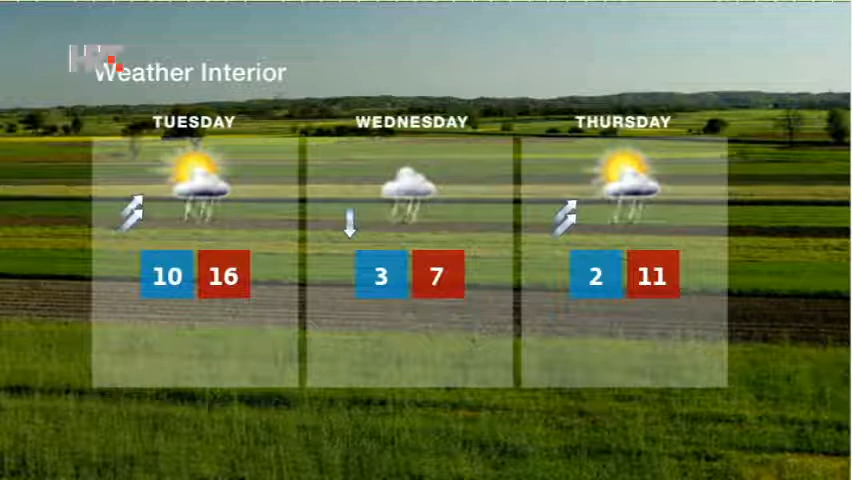 HRT
Weather Interior
TUESDAY WEDNESDAY THURSDAY
10 16 3 7 2 11